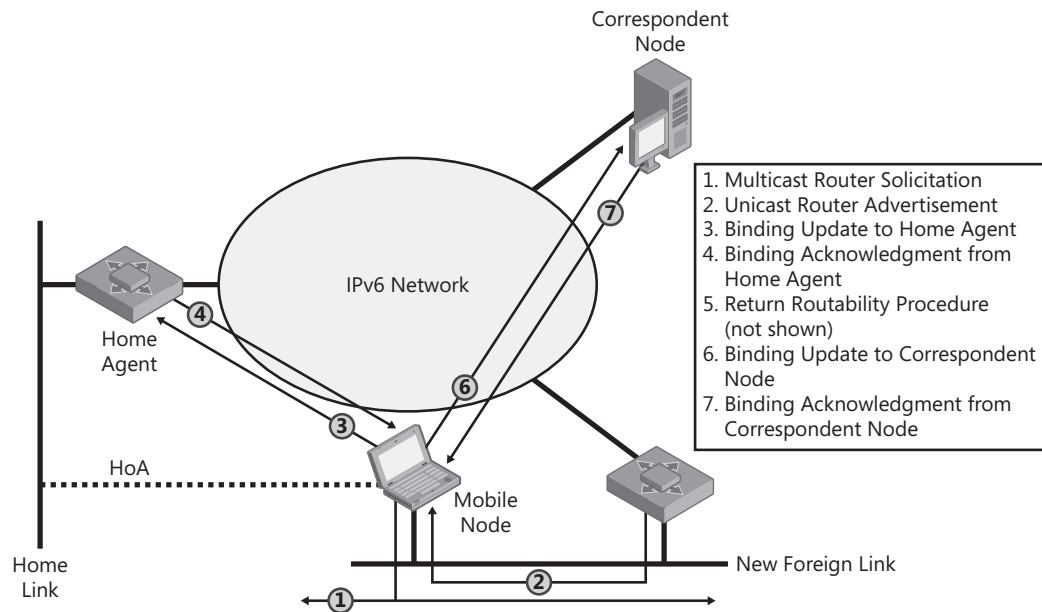 Correspondent
Node
1. Multicast Router Solicitation
2. Unicast Router Advertisement
3. Binding Update to Home Agent
4. Binding Acknowledgment from
Home Agent
5. Return Routability Procedure
(not shown)
6. Binding Update to Correspondent
Node
7. Binding Acknowledgment from
Correspondent Node
7
IPv6 Network
4
Home
Agent
6
3
HoA
Mobile
Node
Home
Link
New Foreign Link
2
1